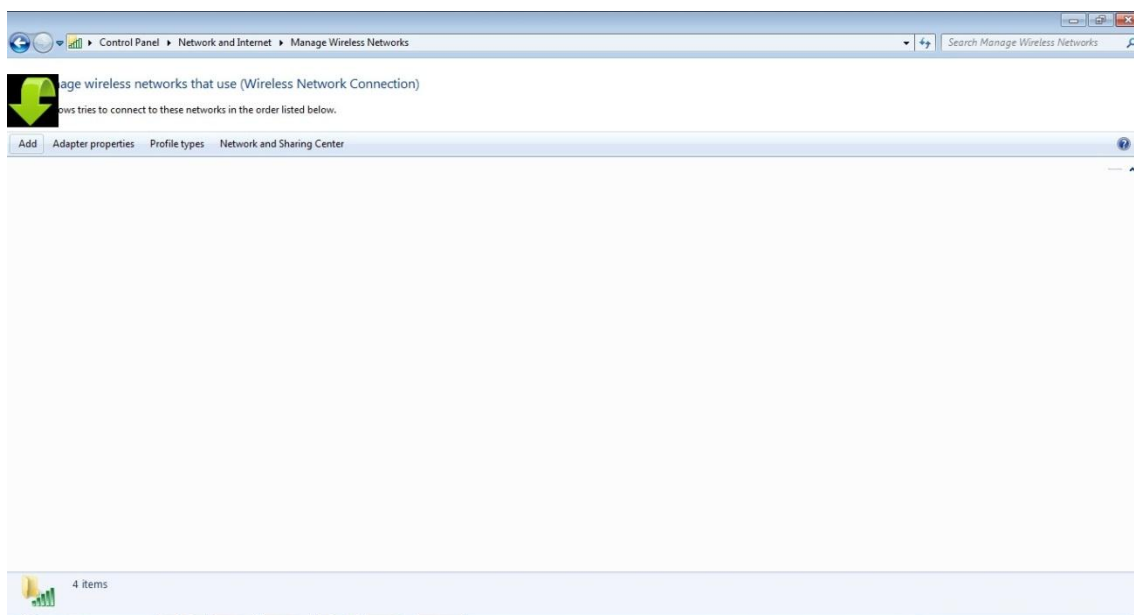 Control Panel ▸ Network and Internet ▸ Manage Wireless Networks
Search Manage Wireless Networks
age wireless networks that use (Wireless Network Connection)
ows tries to connect to these networks in the order listed below.
Add Adapter properties Profile types Network and Sharing Center
4 items